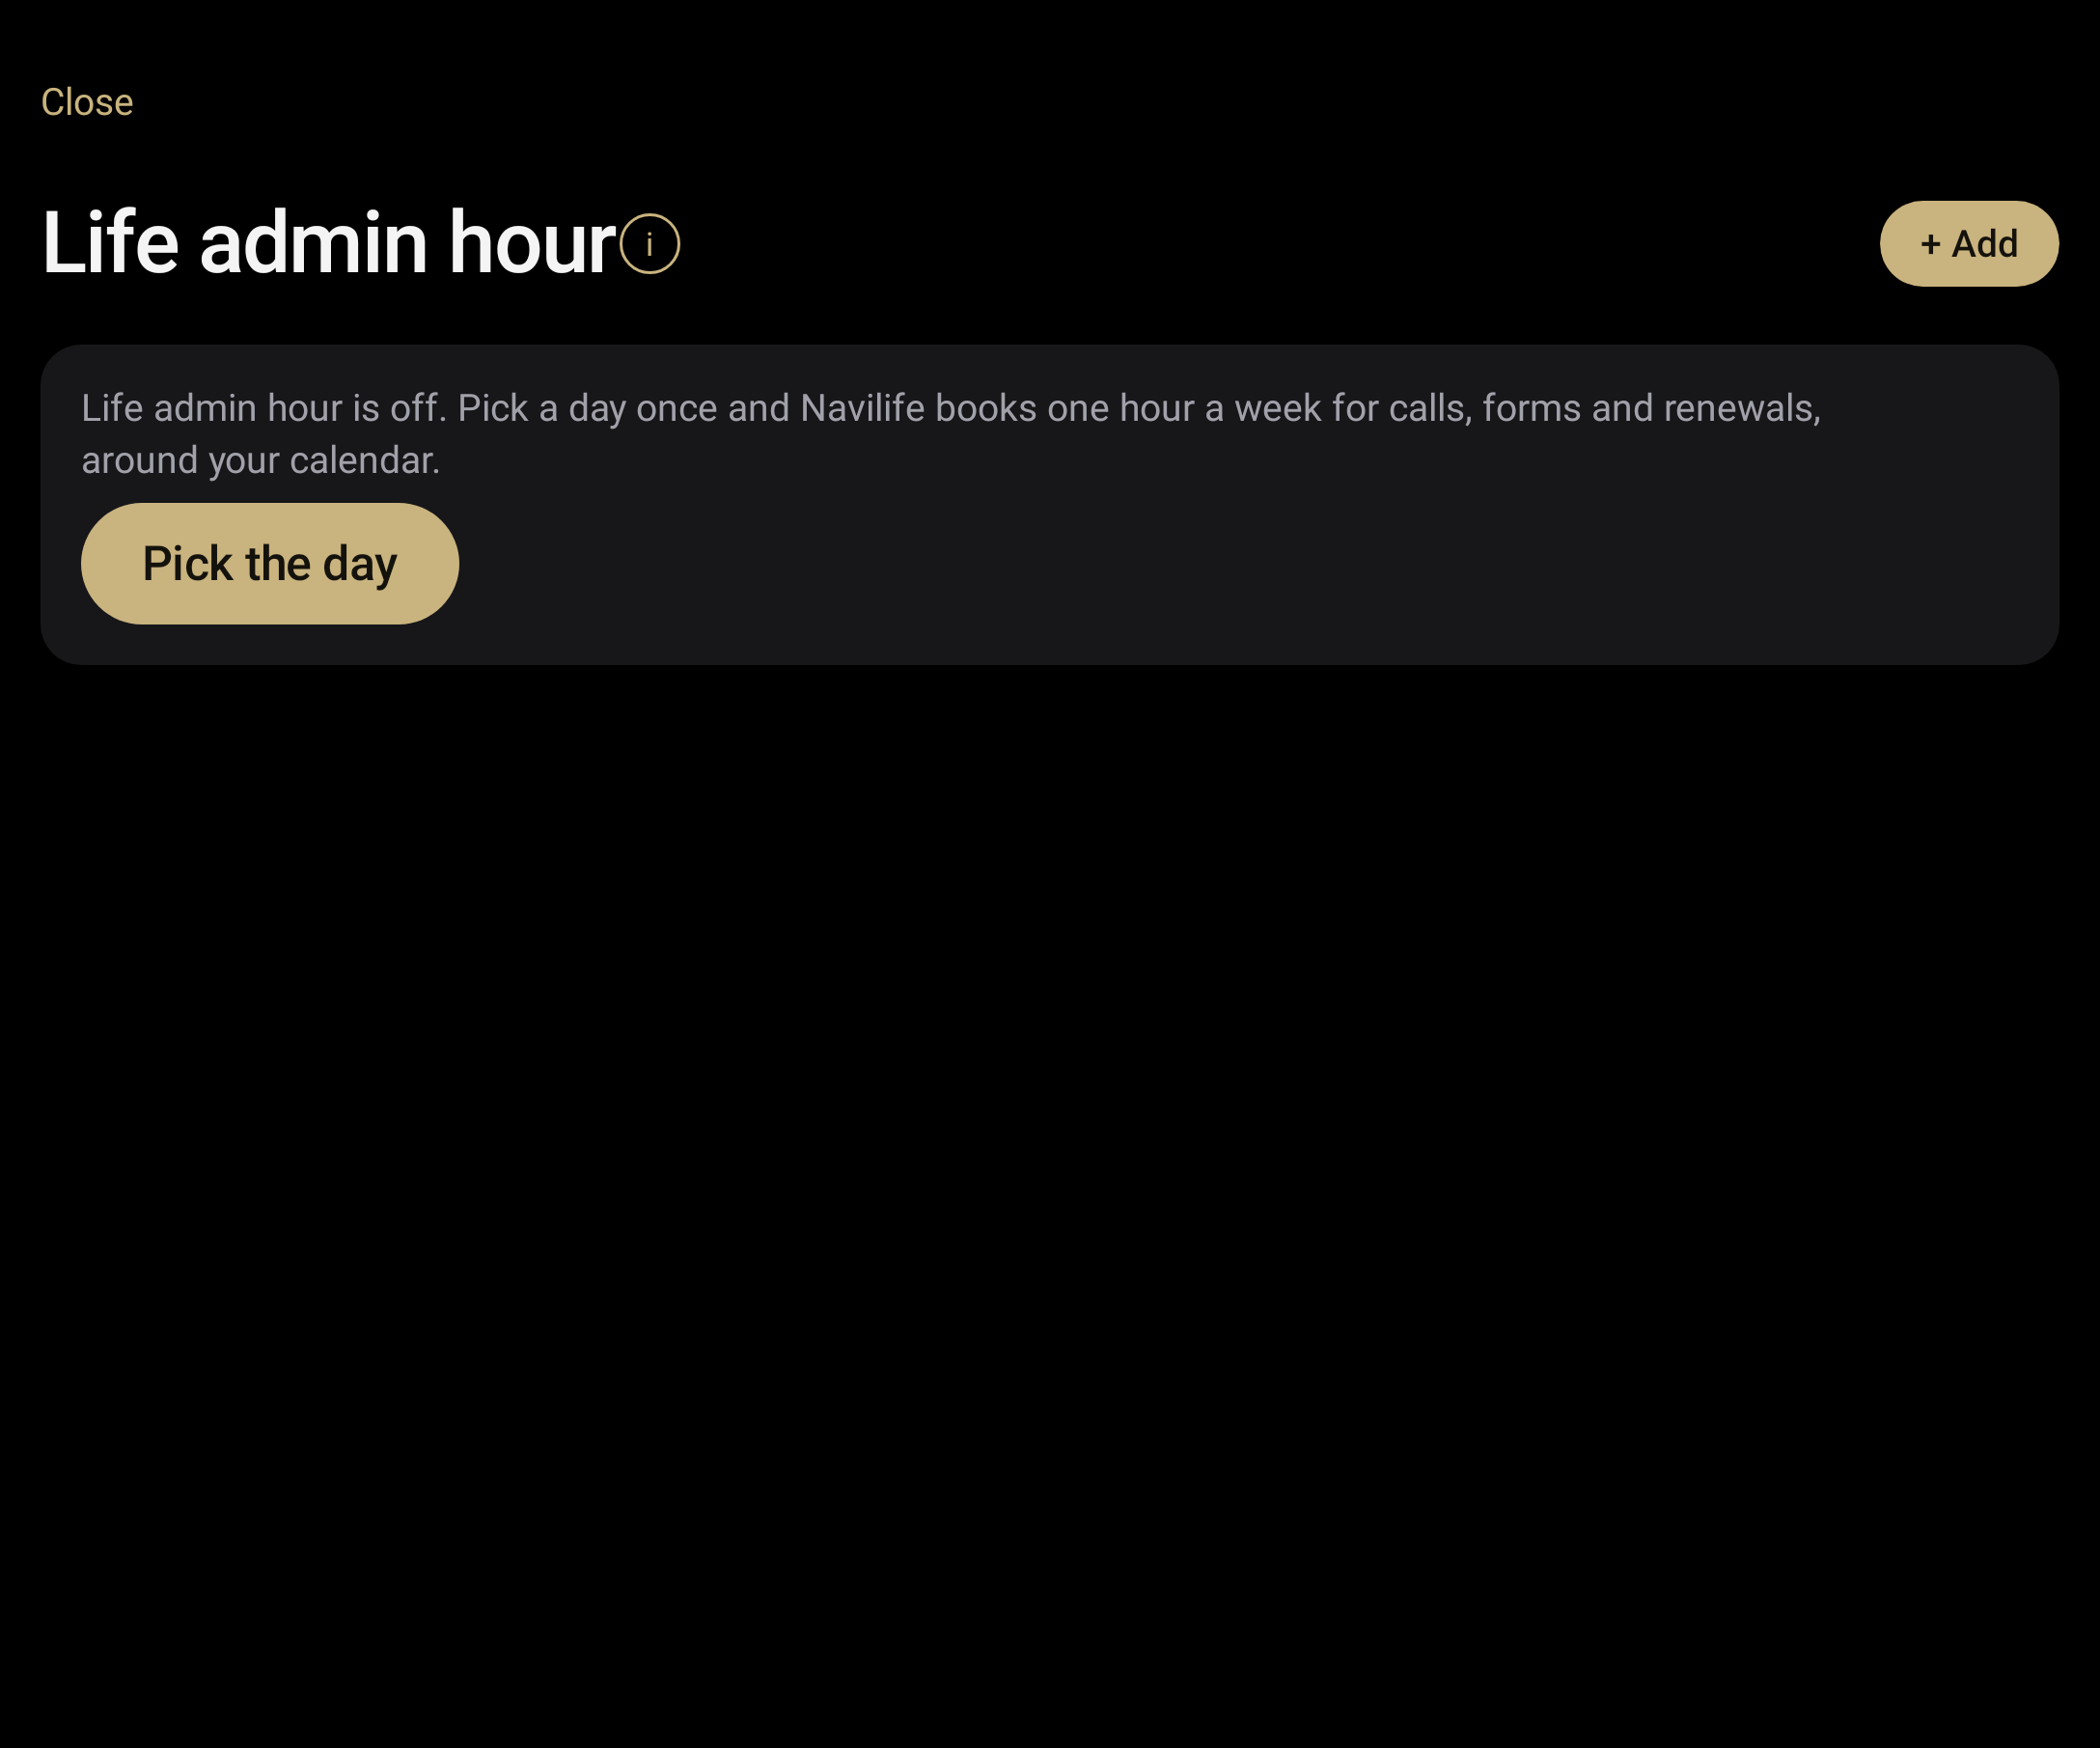 Close
Life admin hour i
+ Add
Life admin hour is off. Pick a day once and Navilife books one hour a week for calls, forms and renewals,
around your calendar.
Pick the day